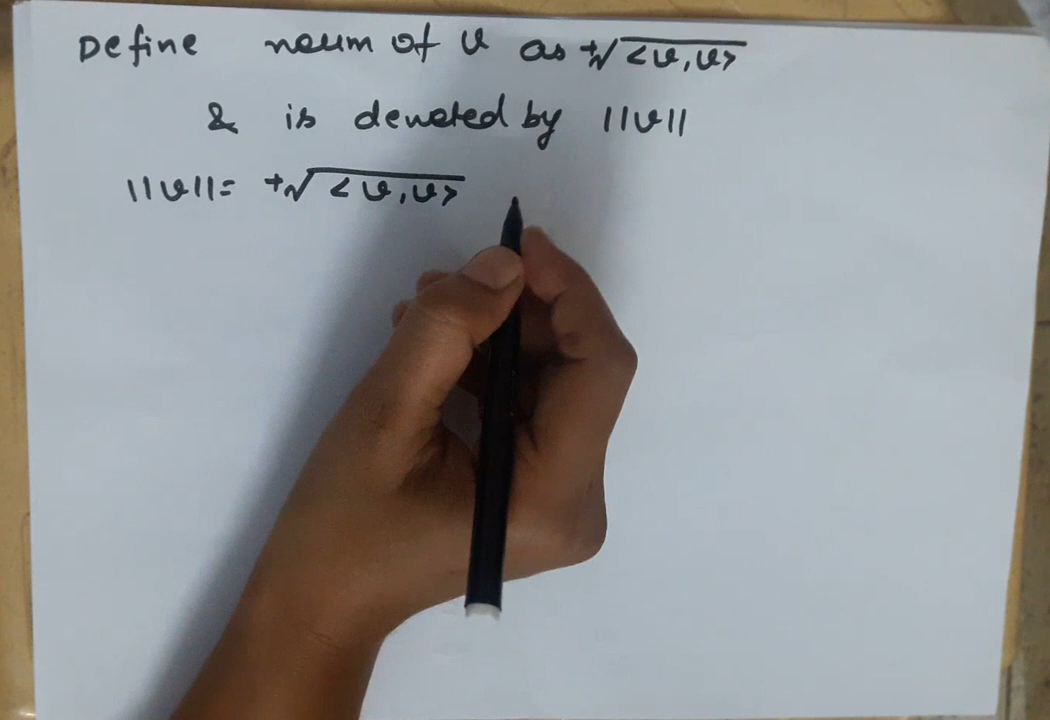 Define norm of v as +√<v,v>
& is denoted by ||v||
||v||= +√<v,v>